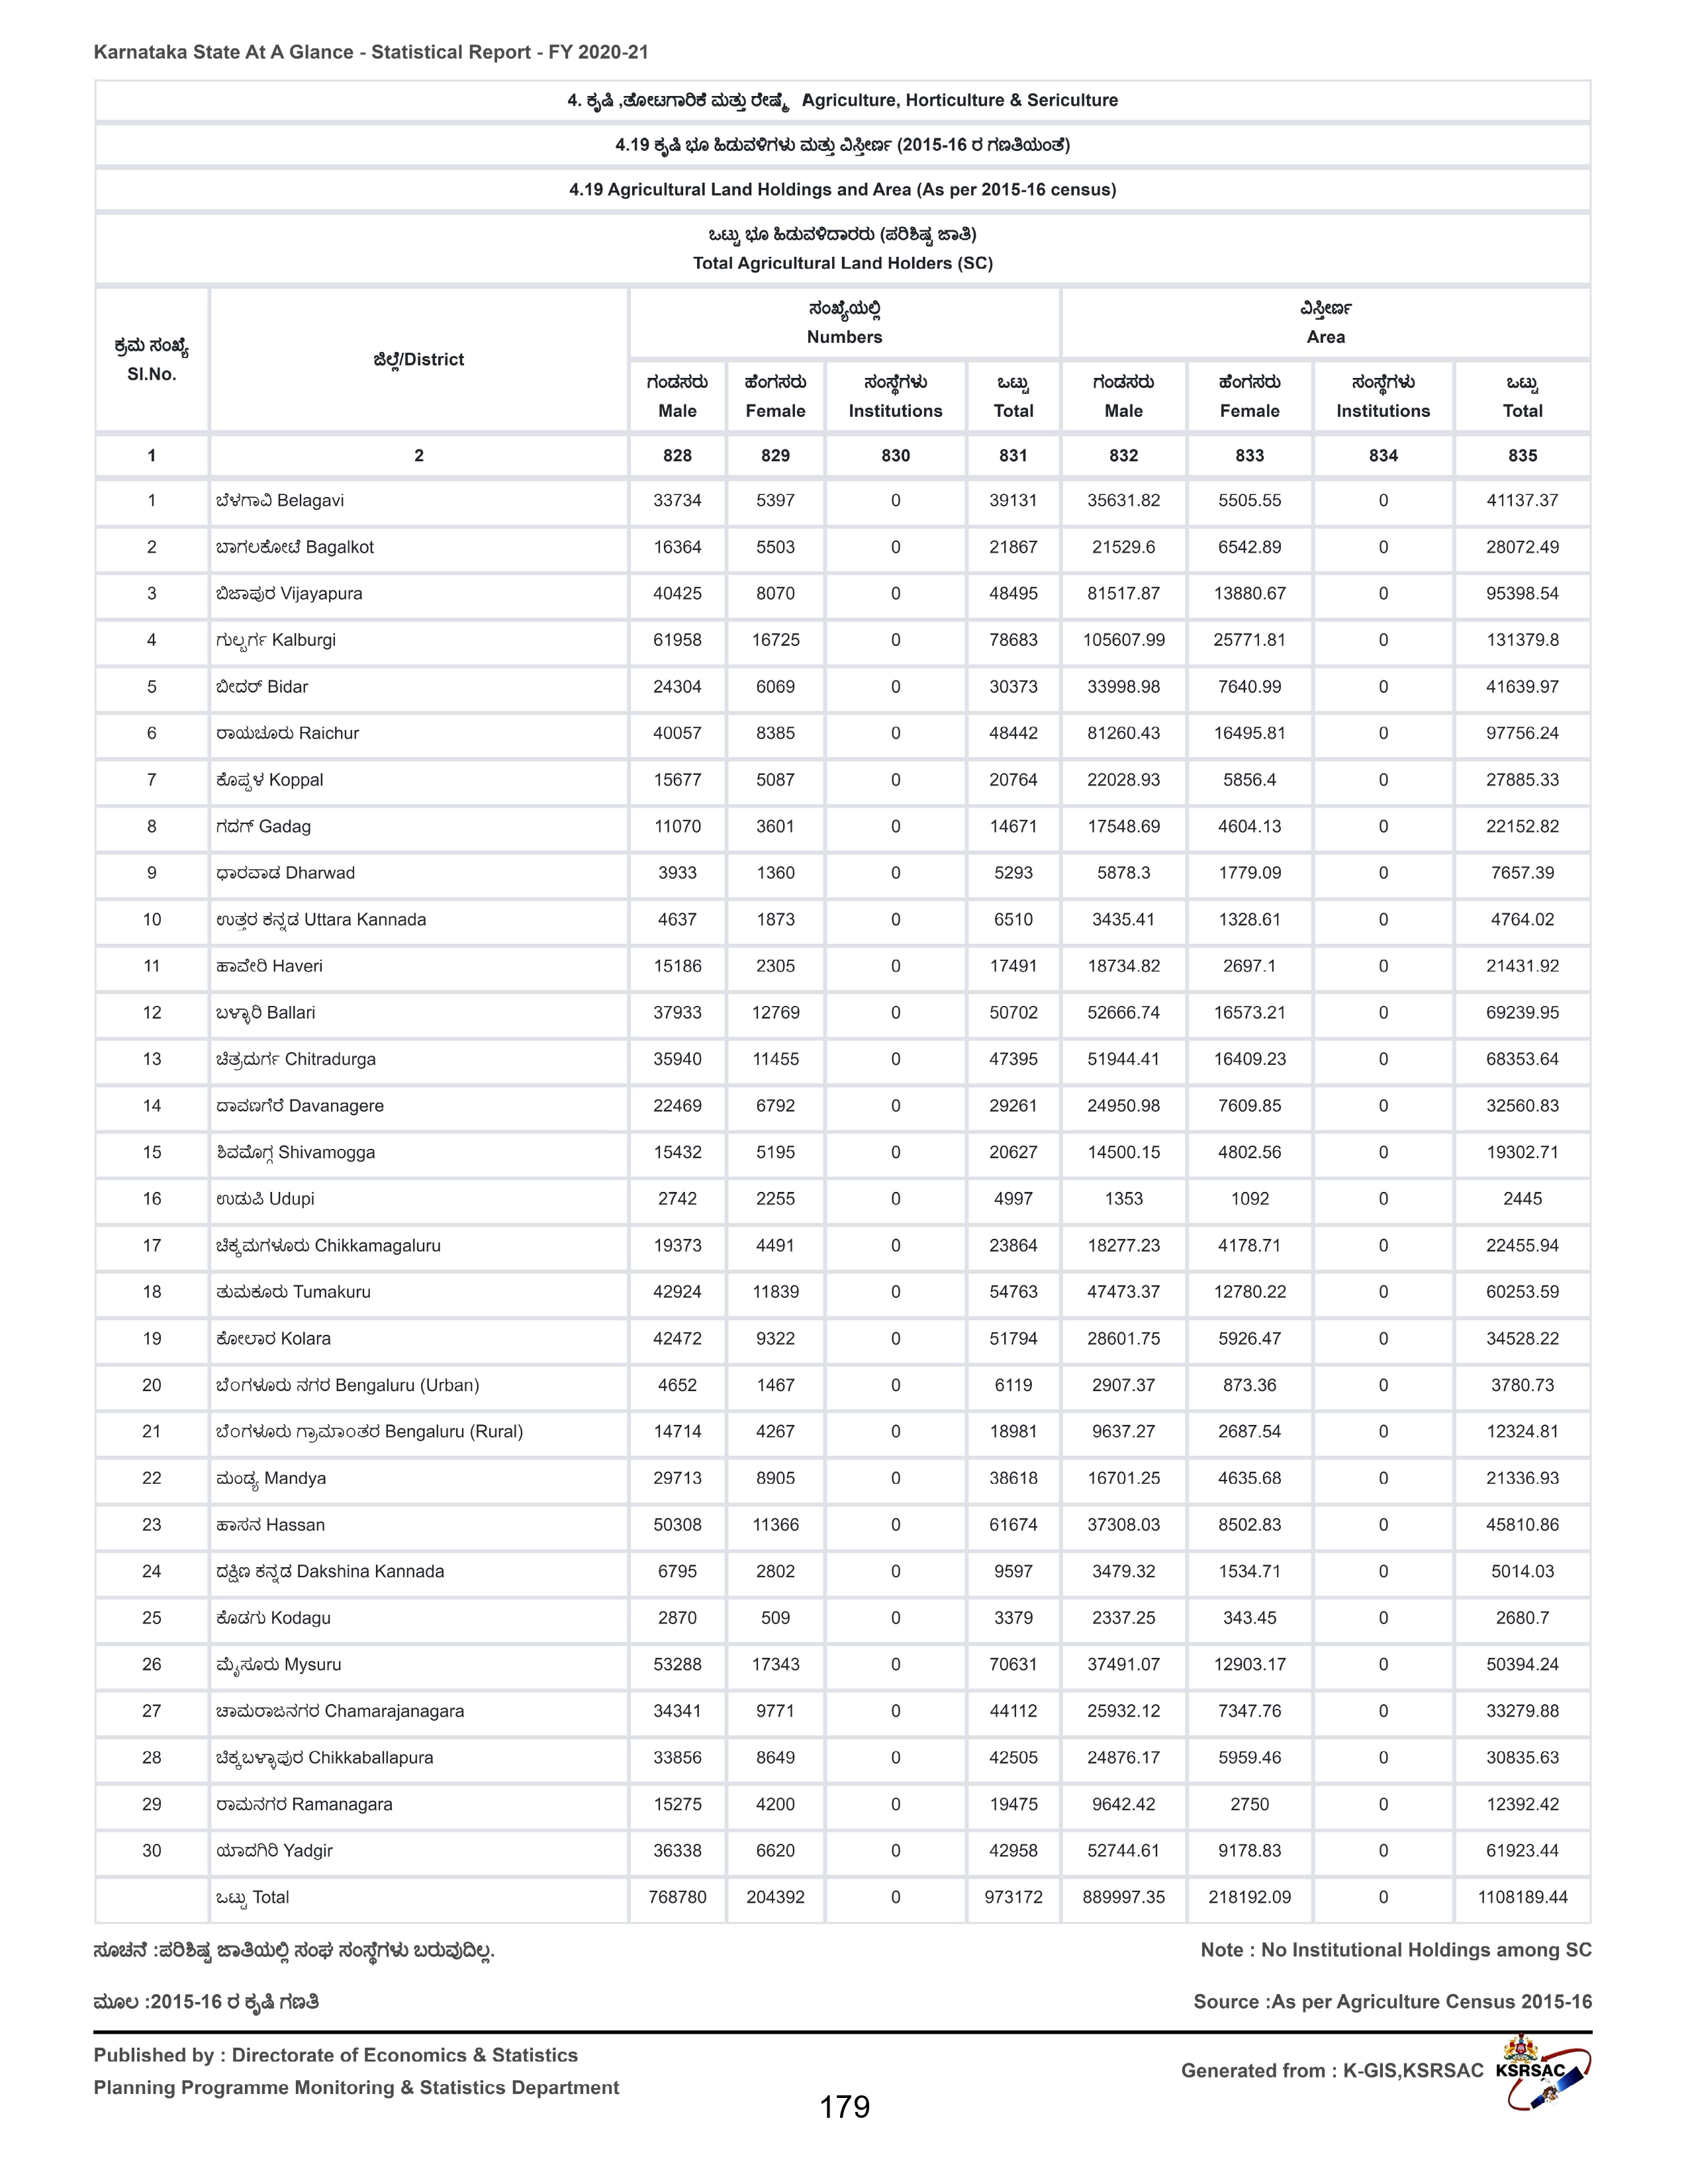 Karnataka State At A Glance - Statistical Report - FY 2020-21
4. ಕೃಷಿ ,ತೋಟಗಾರಿಕೆ ಮತ್ತು ರೇಷ್ಮೆ Agriculture, Horticulture & Sericulture
4.19 ಕೃಷಿ ಭೂ ಹಿಡುವಳಿಗಳು ಮತ್ತು ವಿಸ್ತೀರ್ಣ (2015-16 ರ ಗಣತಿಯಂತೆ)
4.19 Agricultural Land Holdings and Area (As per 2015-16 census)
ಒಟ್ಟು ಭೂ ಹಿಡುವಳಿದಾರರು (ಪರಿಶಿಷ್ಟ ಜಾತಿ)
Total Agricultural Land Holders (SC)
ಕ್ರಮ ಸಂಖ್ಯೆ ಜಿಲ್ಲೆ/District ಸಂಖ್ಯೆಯಲ್ಲಿ ವಿಸ್ತೀರ್ಣ
Sl.No. Numbers Area
ಗಂಡಸರು ಹೆಂಗಸರು ಸಂಸ್ಥೆಗಳು ಒಟ್ಟು ಗಂಡಸರು ಹೆಂಗಸರು ಸಂಸ್ಥೆಗಳು ಒಟ್ಟು
Male Female Institutions Total Male Female Institutions Total
1 2 828 829 830 831 832 833 834 835
1 ಬೆಳಗಾವಿ Belagavi 33734 5397 0 39131 35631.82 5505.55 0 41137.37
2 ಬಾಗಲಕೋಟೆ Bagalkot 16364 5503 0 21867 21529.6 6542.89 0 28072.49
3 ಬಿಜಾಪುರ Vijayapura 40425 8070 0 48495 81517.87 13880.67 0 95398.54
4 ಗುಲ್ಬರ್ಗ Kalburgi 61958 16725 0 78683 105607.99 25771.81 0 131379.8
5 ಬೀದರ್ Bidar 24304 6069 0 30373 33998.98 7640.99 0 41639.97
6 ರಾಯಚೂರು Raichur 40057 8385 0 48442 81260.43 16495.81 0 97756.24
7 ಕೊಪ್ಪಳ Koppal 15677 5087 0 20764 22028.93 5856.4 0 27885.33
8 ಗದಗ್ Gadag 11070 3601 0 14671 17548.69 4604.13 0 22152.82
9 ಧಾರವಾಡ Dharwad 3933 1360 0 5293 5878.3 1779.09 0 7657.39
10 ಉತ್ತರ ಕನ್ನಡ Uttara Kannada 4637 1873 0 6510 3435.41 1328.61 0 4764.02
11 ಹಾವೇರಿ Haveri 15186 2305 0 17491 18734.82 2697.1 0 21431.92
12 ಬಳ್ಳಾರಿ Ballari 37933 12769 0 50702 52666.74 16573.21 0 69239.95
13 ಚಿತ್ರದುರ್ಗ Chitradurga 35940 11455 0 47395 51944.41 16409.23 0 68353.64
14 ದಾವಣಗೆರೆ Davanagere 22469 6792 0 29261 24950.98 7609.85 0 32560.83
15 ಶಿವಮೊಗ್ಗ Shivamogga 15432 5195 0 20627 14500.15 4802.56 0 19302.71
16 ಉಡುಪಿ Udupi 2742 2255 0 4997 1353 1092 0 2445
17 ಚಿಕ್ಕಮಗಳೂರು Chikkamagaluru 19373 4491 0 23864 18277.23 4178.71 0 22455.94
18 ತುಮಕೂರು Tumakuru 42924 11839 0 54763 47473.37 12780.22 0 60253.59
19 ಕೋಲಾರ Kolara 42472 9322 0 51794 28601.75 5926.47 0 34528.22
20 ಬೆಂಗಳೂರು ನಗರ Bengaluru (Urban) 4652 1467 0 6119 2907.37 873.36 0 3780.73
21 ಬೆಂಗಳೂರು ಗ್ರಾಮಾಂತರ Bengaluru (Rural) 14714 4267 0 18981 9637.27 2687.54 0 12324.81
22 ಮಂಡ್ಯ Mandya 29713 8905 0 38618 16701.25 4635.68 0 21336.93
23 ಹಾಸನ Hassan 50308 11366 0 61674 37308.03 8502.83 0 45810.86
24 ದಕ್ಷಿಣ ಕನ್ನಡ Dakshina Kannada 6795 2802 0 9597 3479.32 1534.71 0 5014.03
25 ಕೊಡಗು Kodagu 2870 509 0 3379 2337.25 343.45 0 2680.7
26 ಮೈಸೂರು Mysuru 53288 17343 0 70631 37491.07 12903.17 0 50394.24
27 ಚಾಮರಾಜನಗರ Chamarajanagara 34341 9771 0 44112 25932.12 7347.76 0 33279.88
28 ಚಿಕ್ಕಬಳ್ಳಾಪುರ Chikkaballapura 33856 8649 0 42505 24876.17 5959.46 0 30835.63
29 ರಾಮನಗರ Ramanagara 15275 4200 0 19475 9642.42 2750 0 12392.42
30 ಯಾದಗಿರಿ Yadgir 36338 6620 0 42958 52744.61 9178.83 0 61923.44
ಒಟ್ಟು Total 768780 204392 0 973172 889997.35 218192.09 0 1108189.44
ಸೂಚನೆ :ಪರಿಶಿಷ್ಟ ಜಾತಿಯಲ್ಲಿ ಸಂಘ ಸಂಸ್ಥೆಗಳು ಬರುವುದಿಲ್ಲ. Note : No Institutional Holdings among SC
ಮೂಲ :2015-16 ರ ಕೃಷಿ ಗಣತಿ Source :As per Agriculture Census 2015-16
Published by : Directorate of Economics & Statistics
Planning Programme Monitoring & Statistics Department
Generated from : K-GIS,KSRSAC KSRSAC
179